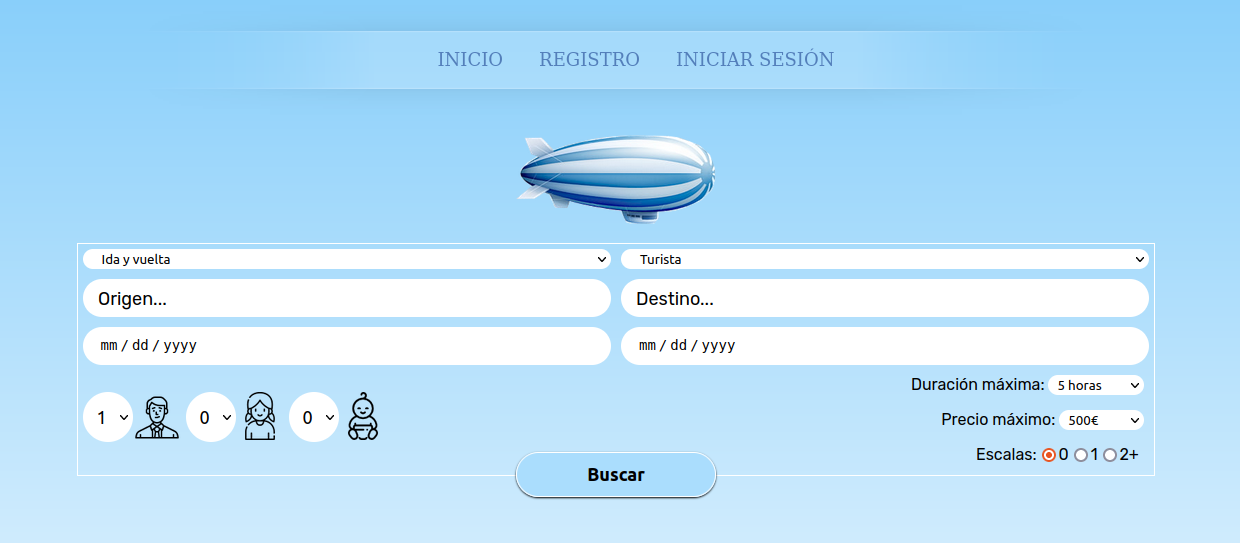 INICIO REGISTRO INICIAR SESIÓN
Ida y vuelta Turista
Origen... Destino...
mm / dd / yyyy mm / dd / yyyy
Duración máxima: 5 horas
1 0 0
Precio máximo: 500€
Escalas: 0 1 2+
Buscar